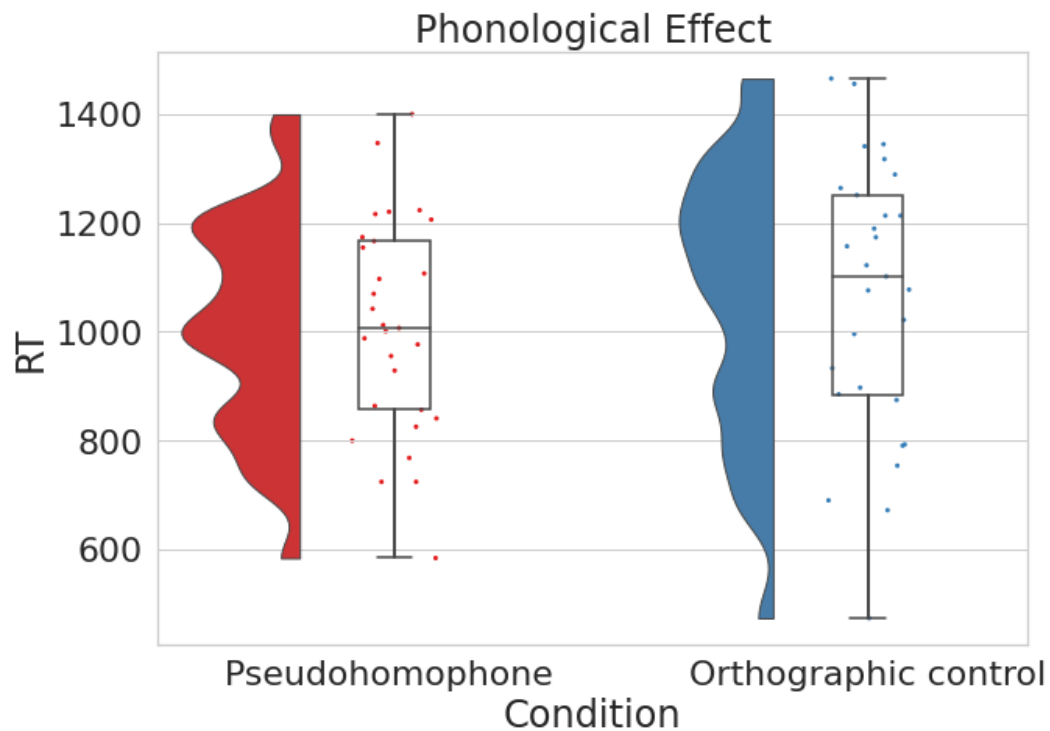 Phonological Effect
1400
1200
1000
800
600
RT
Pseudohomophone
Orthographic control
Condition